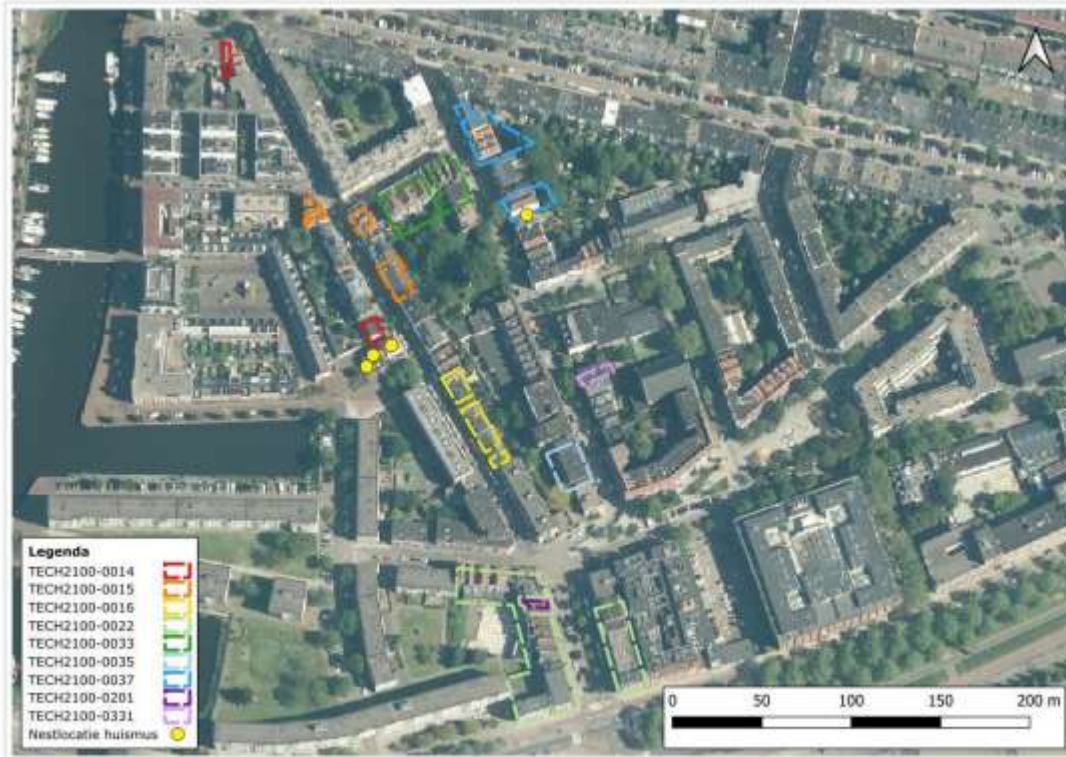 Legenda
TECH2100-0014
TECH2100-0015
TECH2100-0016
TECH2100-0022
TECH2100-0033
TECH2100-0035
TECH2100-0037
TECH2100-0201
TECH2100-0331
Nestlocatie huismus
0 50 100 150 200 m